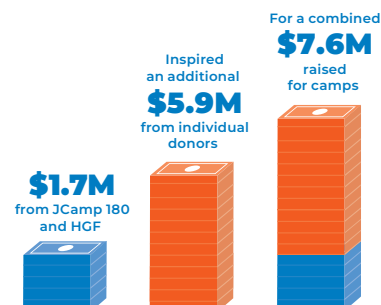 $1.7M
from JCamp 180
and HGF
Inspired
an additional
$5.9M
from individual
donors
For a combined
$7.6M
raised
for camps